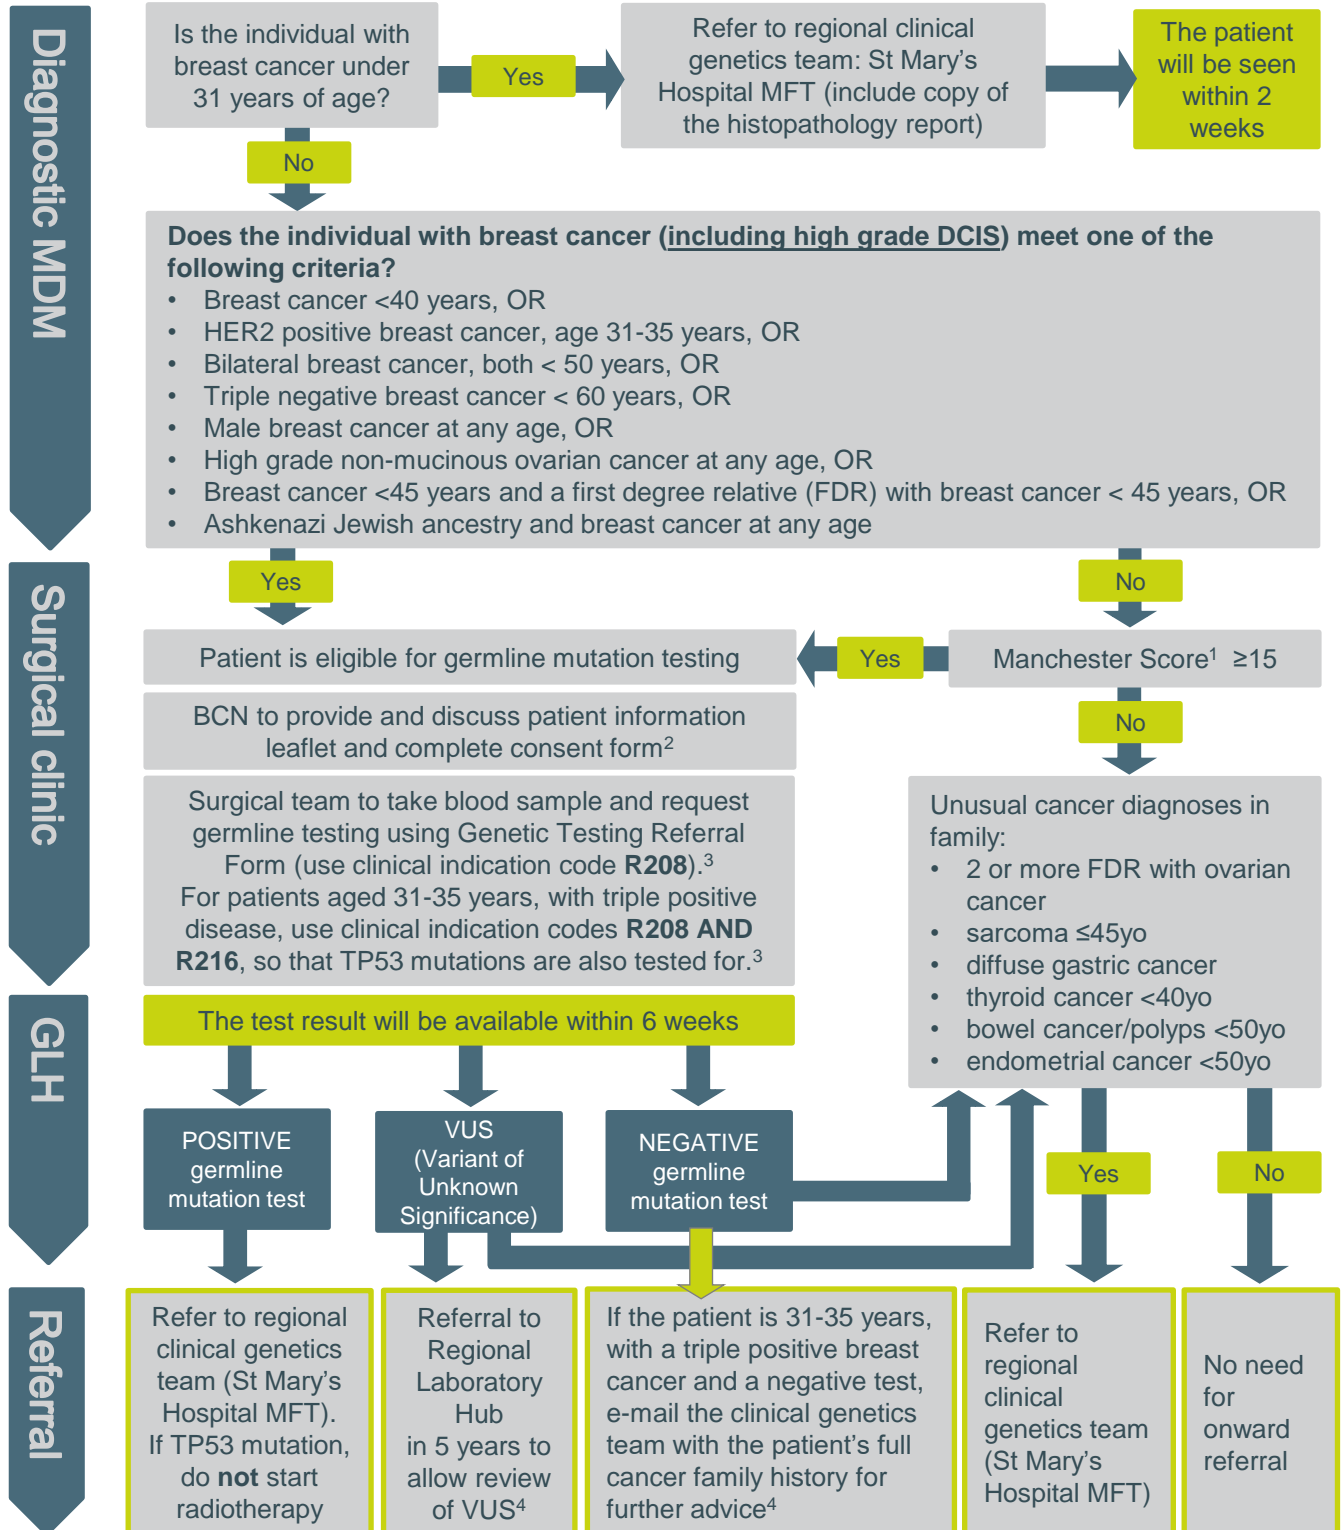 Diagnostic MDM
Is the individual with
breast cancer under
31 years of age?
Yes
Refer to regional clinical
genetics team: St Mary’s
Hospital MFT (include copy of
the histopathology report)
The patient
will be seen
within 2
weeks
No
Does the individual with breast cancer (including high grade DCIS) meet one of the
following criteria?
• Breast cancer <40 years, OR
• HER2 positive breast cancer, age 31-35 years, OR
• Bilateral breast cancer, both < 50 years, OR
• Triple negative breast cancer < 60 years, OR
• Male breast cancer at any age, OR
• High grade non-mucinous ovarian cancer at any age, OR
• Breast cancer <45 years and a first degree relative (FDR) with breast cancer < 45 years, OR
• Ashkenazi Jewish ancestry and breast cancer at any age
Surgical clinic
Yes
No
Patient is eligible for germline mutation testing
Yes
Manchester Score¹ ≥15
BCN to provide and discuss patient information
leaflet and complete consent form²
No
Surgical team to take blood sample and request
germline testing using Genetic Testing Referral
Form (use clinical indication code R208).³
For patients aged 31-35 years, with triple positive
disease, use clinical indication codes R208 AND
R216, so that TP53 mutations are also tested for.³
Unusual cancer diagnoses in
family:
• 2 or more FDR with ovarian
cancer
• sarcoma ≤45yo
• diffuse gastric cancer
• thyroid cancer <40yo
• bowel cancer/polyps <50yo
• endometrial cancer <50yo
GLH
The test result will be available within 6 weeks
POSITIVE
germline
mutation test
VUS
(Variant of
Unknown
Significance)
NEGATIVE
germline
mutation test
Yes
No
Referral
Refer to regional
clinical genetics
team (St Mary’s
Hospital MFT).
If TP53 mutation,
do not start
radiotherapy
Referral to
Regional
Laboratory
Hub
in 5 years to
allow review
of VUS⁴
If the patient is 31-35 years,
with a triple positive breast
cancer and a negative test,
e-mail the clinical genetics
team with the patient’s full
cancer family history for
further advice⁴
Refer to
regional
clinical
genetics team
(St Mary’s
Hospital MFT)
No need
for
onward
referral